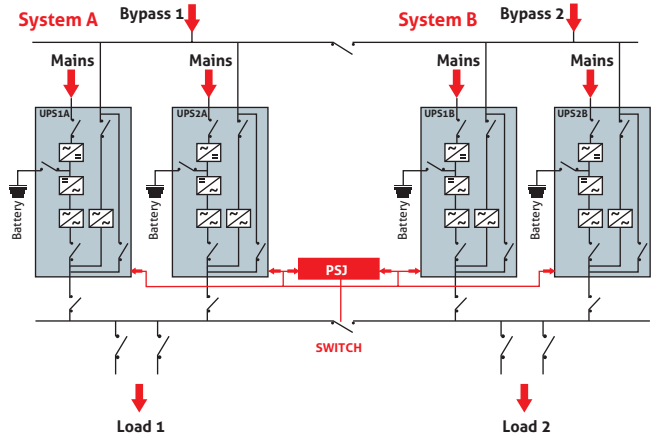 System A
Bypass 1
System B
Bypass 2
Mains
Mains
Mains
Mains
UPS1A
UPS2A
UPS1B
UPS2B
Battery
Battery
Battery
Battery
PSJ
SWITCH
Load 1
Load 2